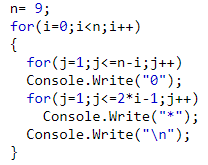 n= 9;
for(i=0;i<n;i++)
{
for(j=1;j<=n-i;j++)
Console.Write("0");
for(j=1;j<=2*i-1;j++)
Console.Write("*");
Console.Write("\n");
}